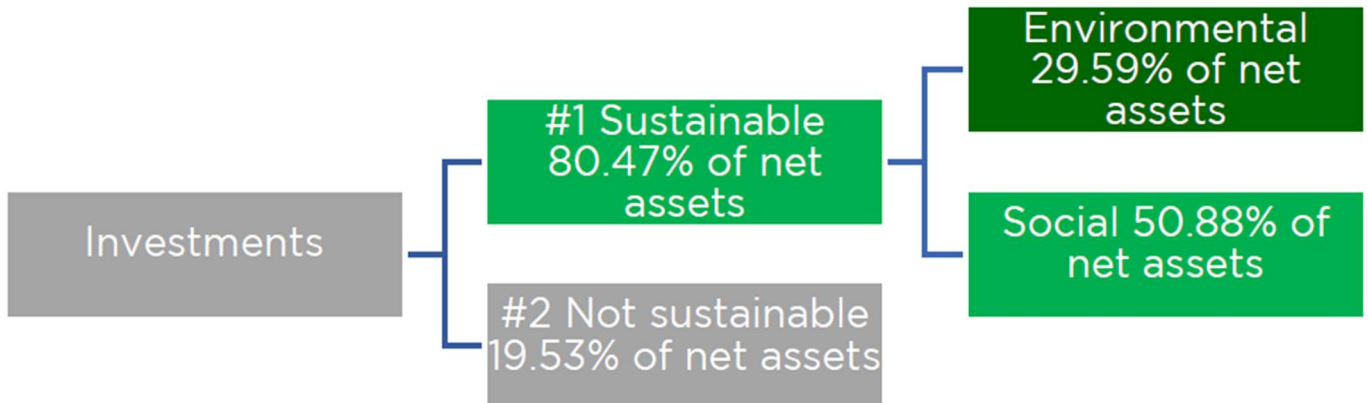 Investments
#1 Sustainable
80.47% of net
assets
#2 Not sustainable
19.53% of net assets
Environmental
29.59% of net
assets
Social 50.88% of
net assets